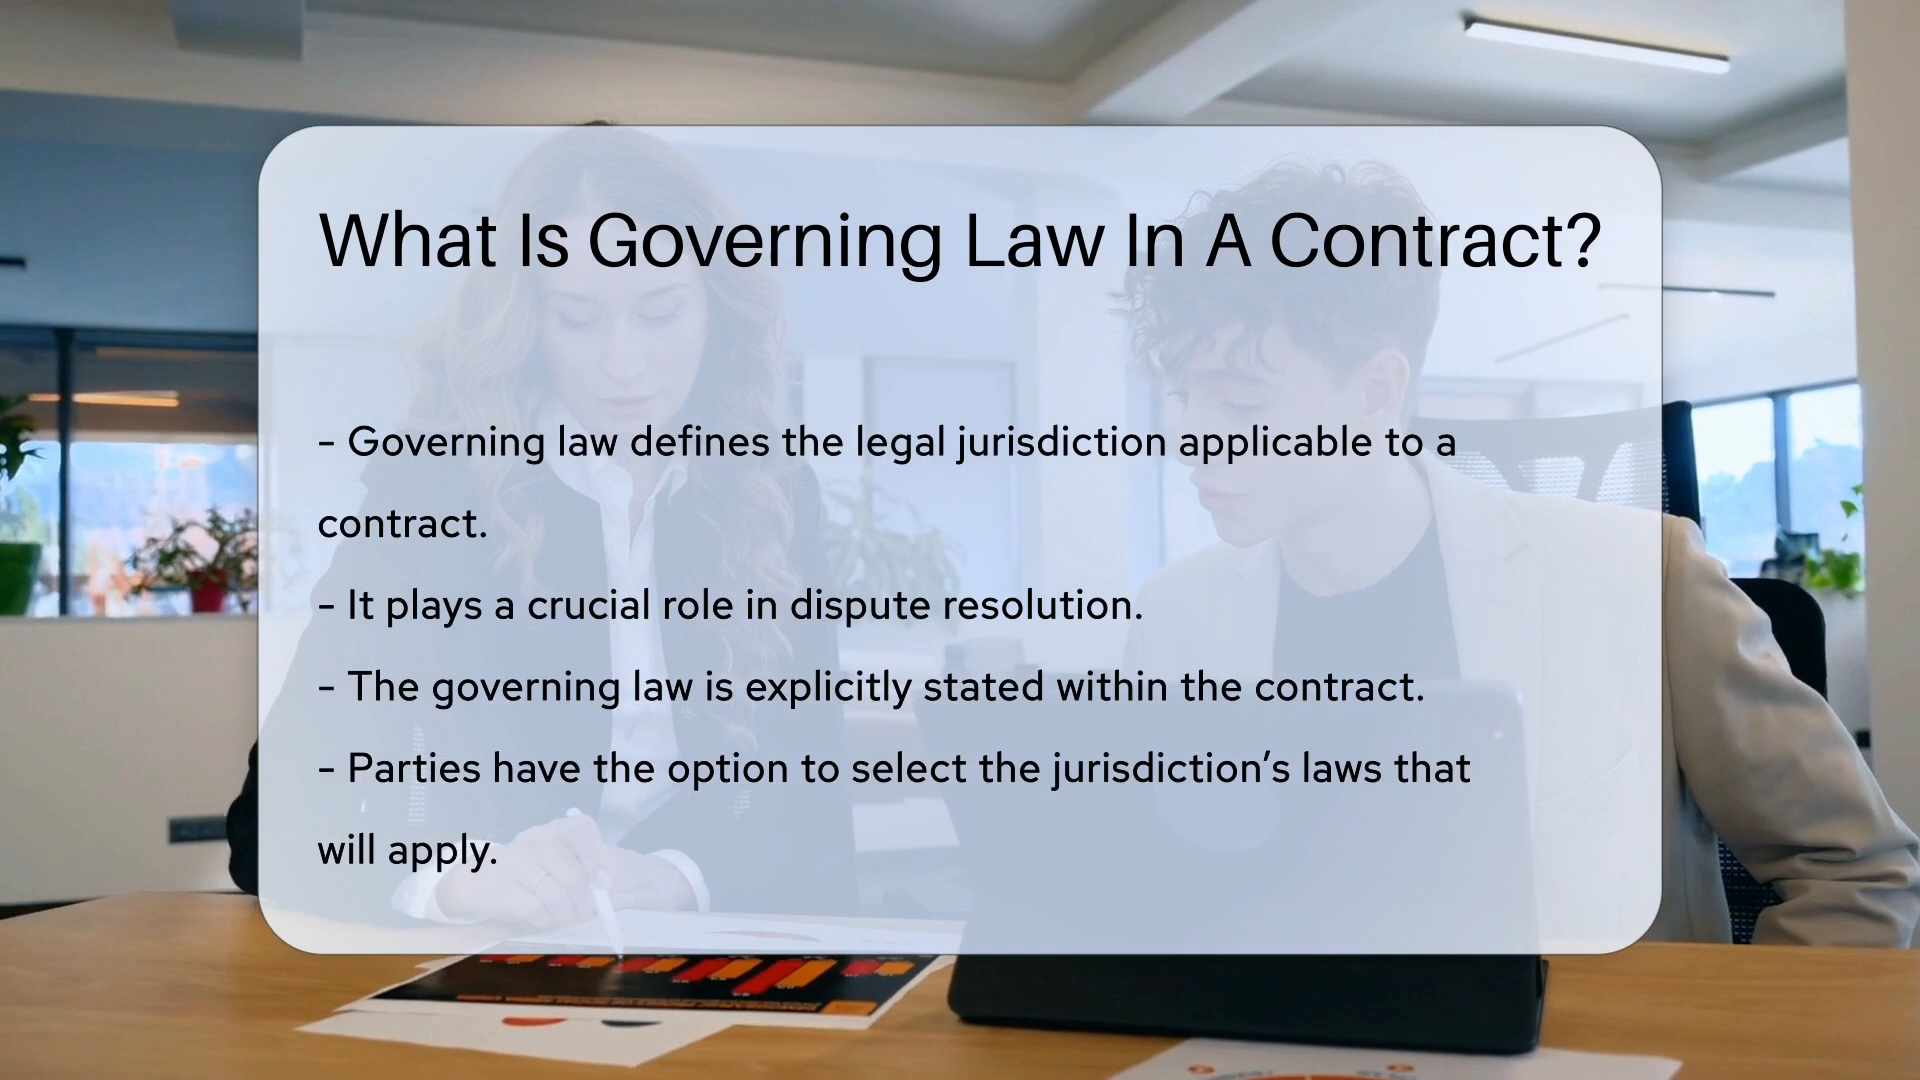 What Is Governing Law In A Contract?
– Governing law defines the legal jurisdiction applicable to a
contract.
– It plays a crucial role in dispute resolution.
– The governing law is explicitly stated within the contract.
– Parties have the option to select the jurisdiction’s laws that
will apply.